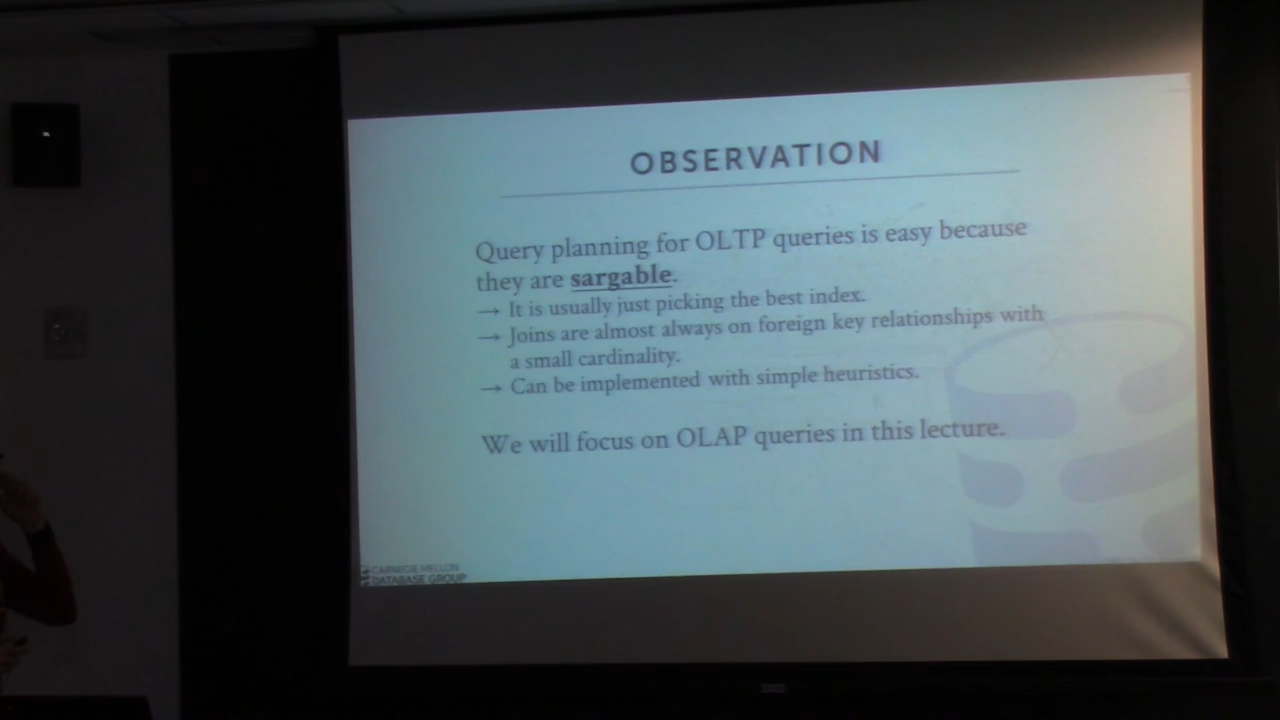 OBSERVATION
Query planning for OLTP queries is easy because
they are sargable.
→ It is usually just picking the best index.
→ Joins are almost always on foreign key relationships with
a small cardinality.
→ Can be implemented with simple heuristics.
We will focus on OLAP queries in this lecture.
CARNEGIE MELLON
DATABASE GROUP